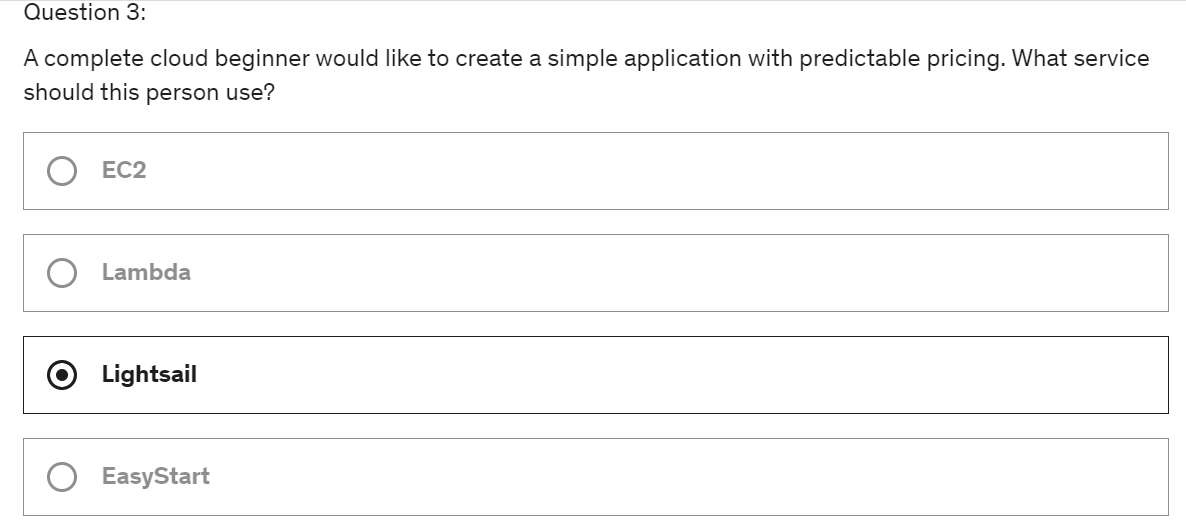 Question 3:
A complete cloud beginner would like to create a simple application with predictable pricing. What service
should this person use?
EC2
Lambda
Lightsail
EasyStart